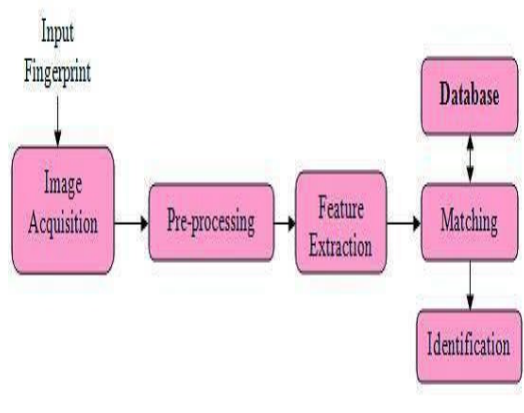 Input
Fingerprint
Image
Acquisition
Pre-processing
Feature
Extraction
Database
Matching
Identification